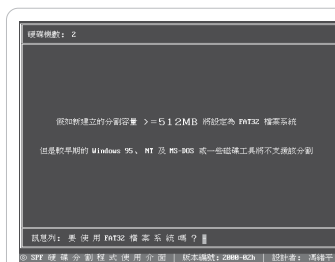 硬碟機數: 2
假如新建立的分割容量 >=512MB 將設定為 FAT32 檔案系統
但是較早期的 Windows 95、 NT 及 MS-DOS 或一些磁碟工具將不支援該分割
訊息列: 要使用 FAT32 檔案系統嗎?
◎ SPF 硬碟分割程式使用介面 | 版本編號: 2000-02h | 設計者: